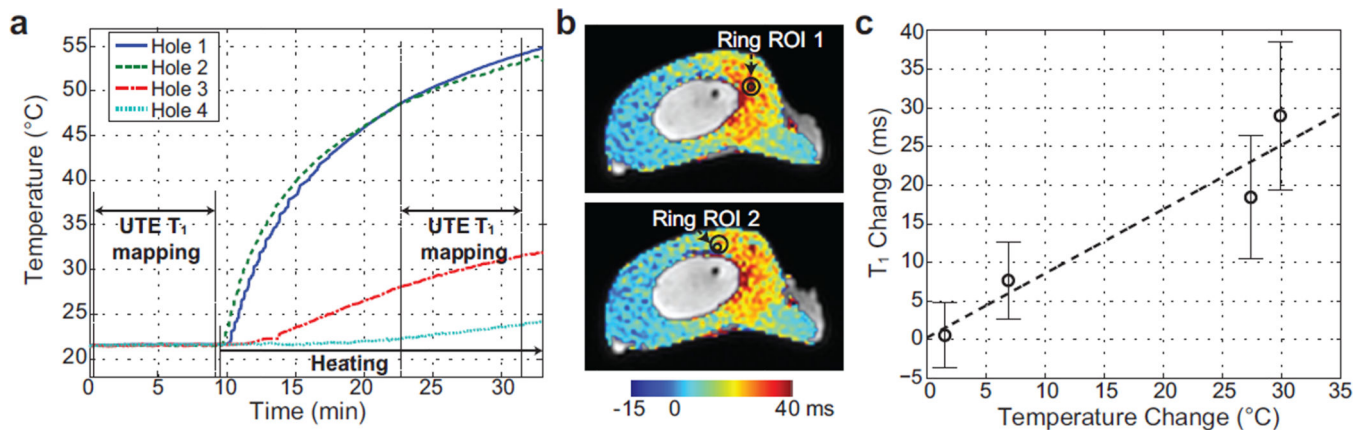 a
Temperature (°C)
55
50
45
40
35
30
25
20
Hole 1
Hole 2
Hole 3
Hole 4
UTE T₁
mapping
UTE T₁
mapping
Heating
0 5 10 15 20 25 30
Time (min)
b
Ring ROI 1
Ring ROI 2
-15 0 40 ms
c
T₁ Change (ms)
40
35
30
25
20
15
10
5
0
−5
0 5 10 15 20 25 30 35
Temperature Change (°C)